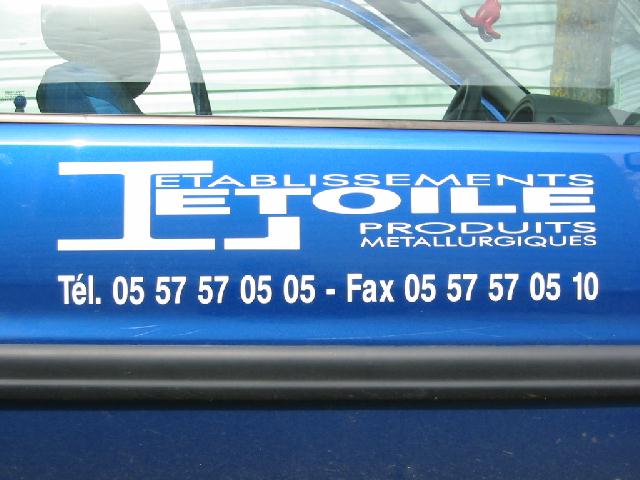 ETABLISSEMENTS
ETOILE
PRODUITS
METALLURGIQUES
Tél. 05 57 57 05 05 - Fax 05 57 57 05 10